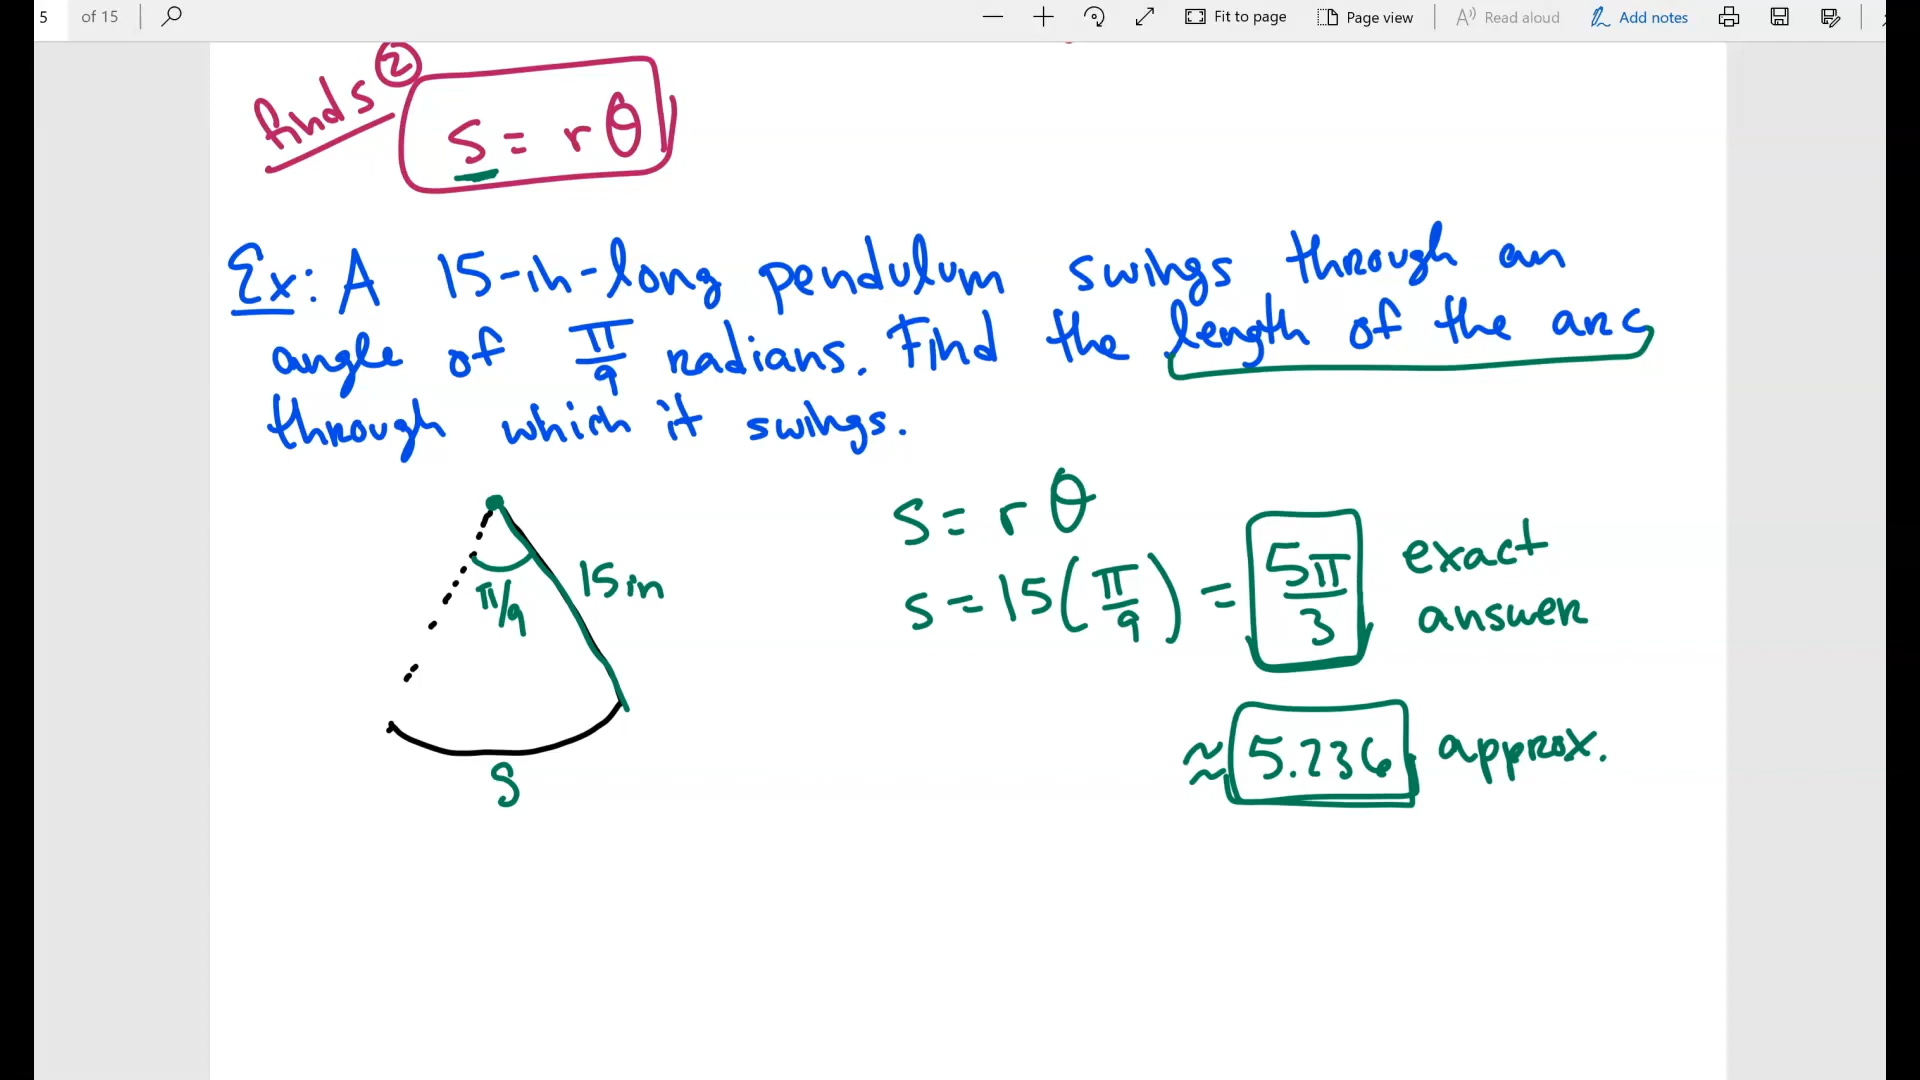 5 of 15 Fit to page Page view Read aloud Add notes
finds ② s = r θ
Ex: A 15-in-long pendulum swings through an
angle of π/9 radians. Find the length of the arc
through which it swings.
s = r θ
π/9 15 in
s = 15(π/9) = 5π/3 exact answer
≈ 5.236 approx.
s